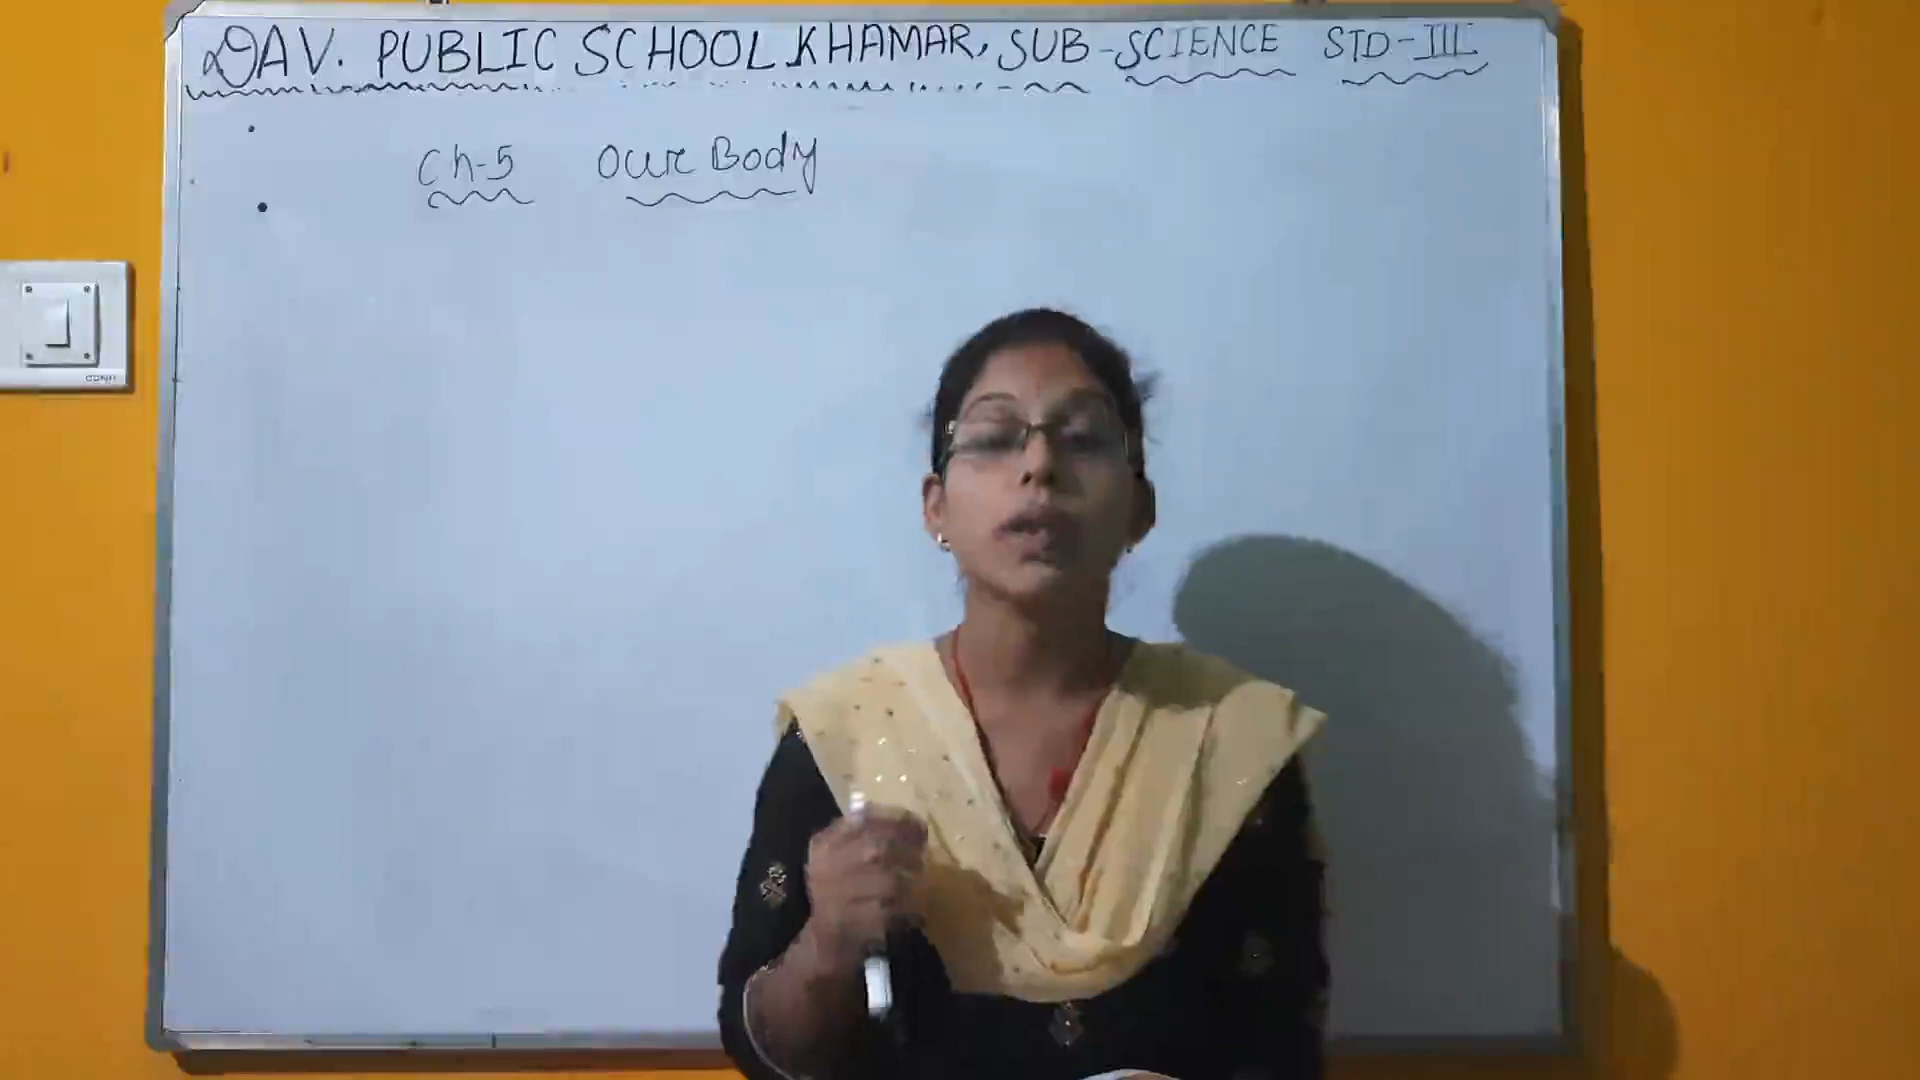 DAV. PUBLIC SCHOOL KHAMAR, SUB-SCIENCE STD-III
Ch-5 Our Body